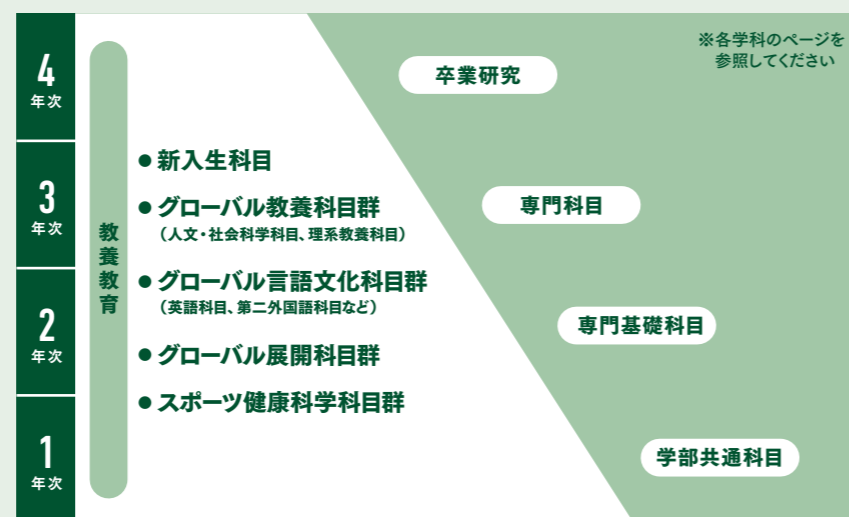 4
年次
3
年次
2
年次
1
年次
教養教育
● 新入生科目
● グローバル教養科目群
（人文・社会科学科目、理系教養科目）
● グローバル言語文化科目群
（英語科目、第二外国語科目など）
● グローバル展開科目群
● スポーツ健康科学科目群
※各学科のページを
参照してください
卒業研究
専門科目
専門基礎科目
学部共通科目